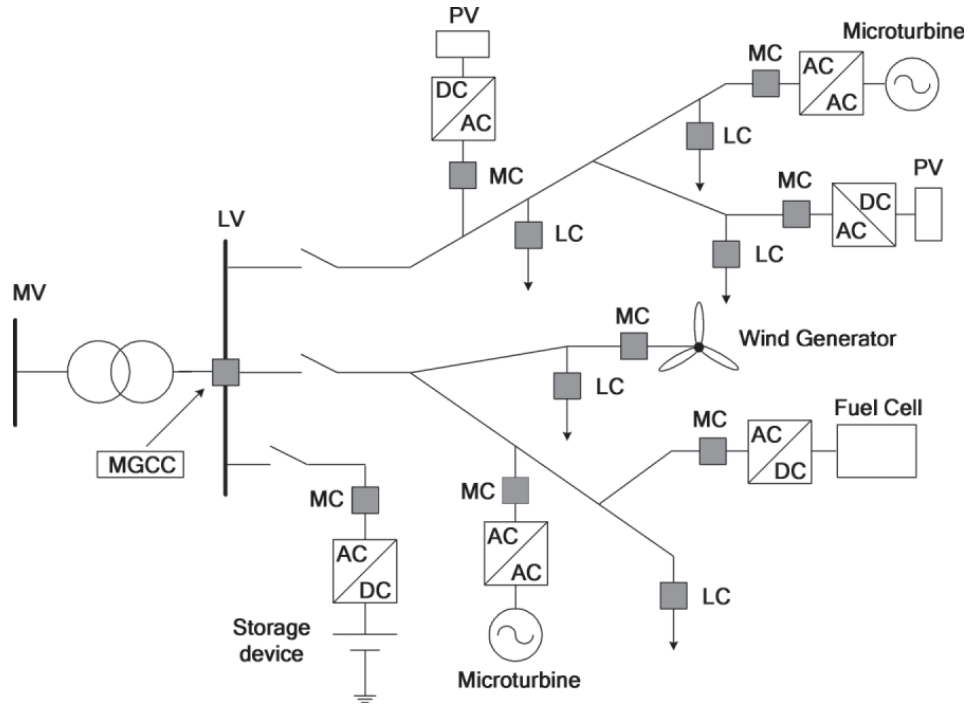 PV
Microturbine
MC
AC
AC
DC
AC
LC
MC
PV
MC
DC
AC
LV
LC
LC
MV
MC
Wind Generator
LC
Fuel Cell
MC
AC
DC
MGCC
MC
MC
AC
DC
AC
AC
LC
Storage
device
Microturbine